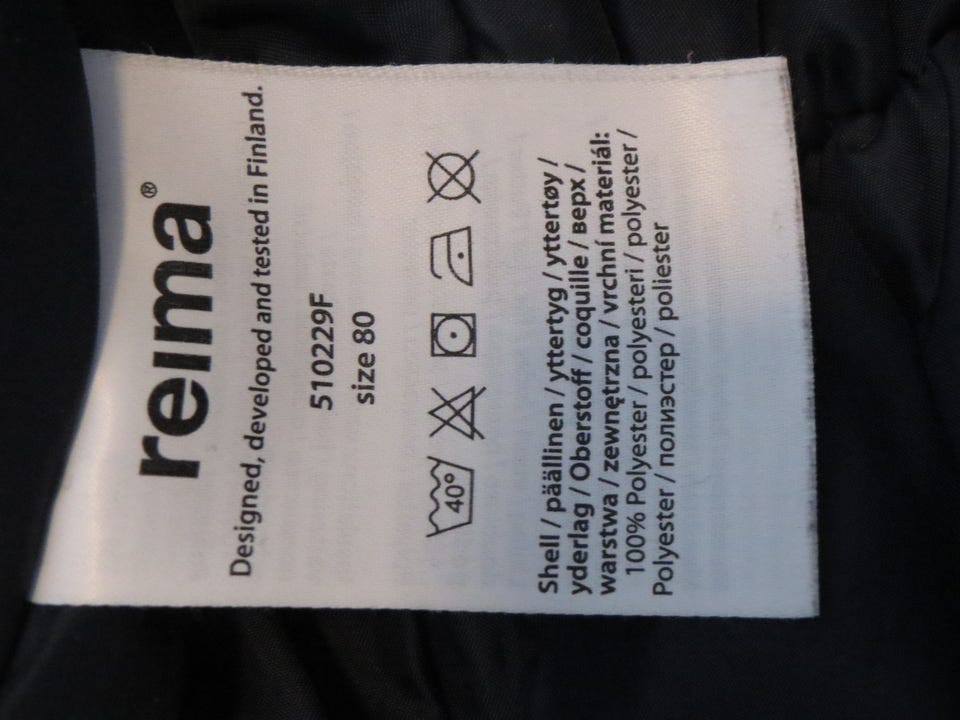 reima®
Designed, developed and tested in Finland.
510229F
size 80
40°
Shell / päällinen / yttertyg / yttertøy /
yderlag / Oberstoff / coquille / верх /
warstwa / zewnętrzna / vrchní materiál:
100% Polyester / polyesteri / polyester /
Polyester / полиэстер / poliester